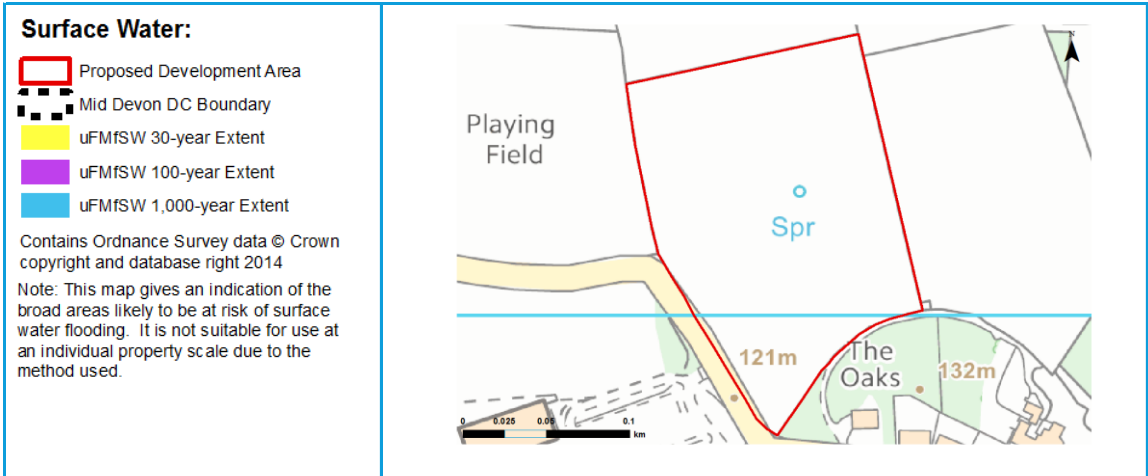 Surface Water:
Proposed Development Area
Mid Devon DC Boundary
uFMfSW 30-year Extent
uFMfSW 100-year Extent
uFMfSW 1,000-year Extent
Contains Ordnance Survey data © Crown
copyright and database right 2014
Note: This map gives an indication of the
broad areas likely to be at risk of surface
water flooding. It is not suitable for use at
an individual property scale due to the
method used.
N
Playing
Field
Spr
121m
The
Oaks
132m
0 0.025 0.05 0.1
km